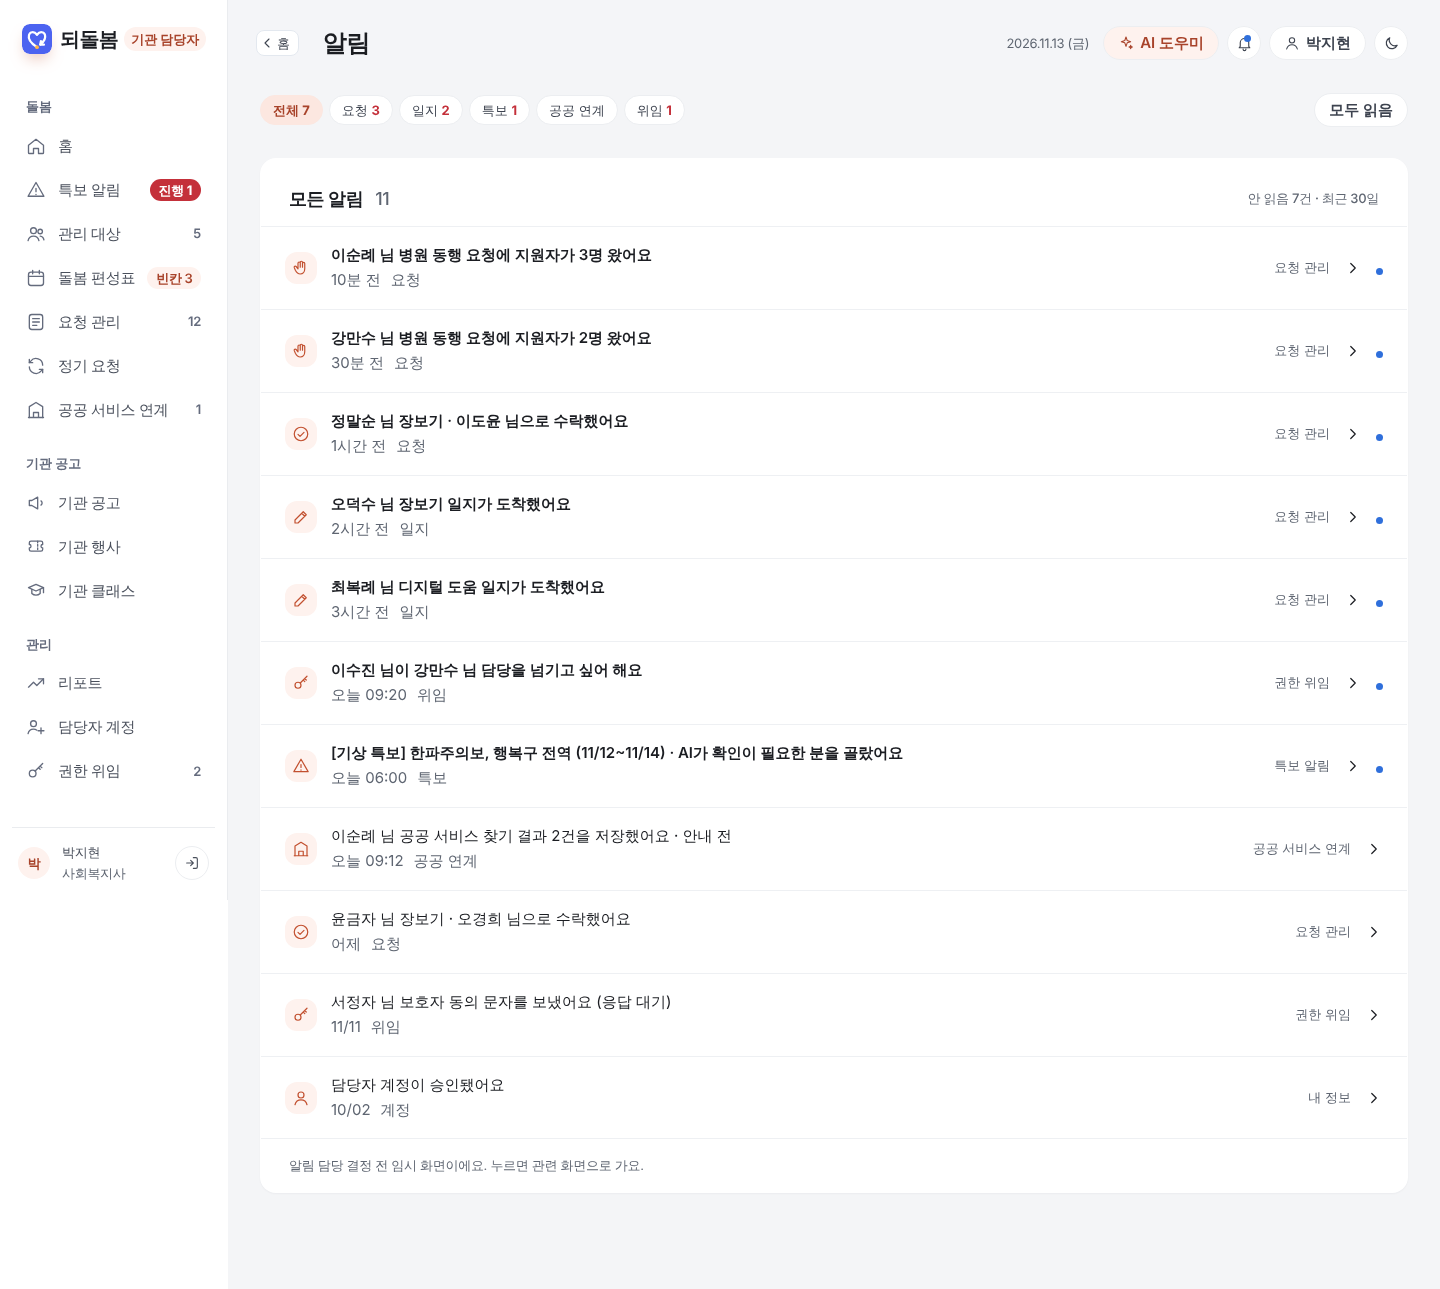 되돌봄 기관 담당자
돌봄
홈
특보 알림 진행 1
관리 대상 5
돌봄 편성표 빈칸 3
요청 관리 12
정기 요청
공공 서비스 연계 1
기관 공고
기관 공고
기관 행사
기관 클래스
관리
리포트
담당자 계정
권한 위임 2
박 박지현
사회복지사
홈 알림 2026.11.13 (금) AI 도우미 박지현
전체 7 요청 3 일지 2 특보 1 공공 연계 위임 1 모두 읽음
모든 알림 11 안 읽음 7건 · 최근 30일
이순례 님 병원 동행 요청에 지원자가 3명 왔어요
10분 전 요청 요청 관리
강만수 님 병원 동행 요청에 지원자가 2명 왔어요
30분 전 요청 요청 관리
정말순 님 장보기 · 이도윤 님으로 수락했어요
1시간 전 요청 요청 관리
오덕수 님 장보기 일지가 도착했어요
2시간 전 일지 요청 관리
최복례 님 디지털 도움 일지가 도착했어요
3시간 전 일지 요청 관리
이수진 님이 강만수 님 담당을 넘기고 싶어 해요
오늘 09:20 위임 권한 위임
[기상 특보] 한파주의보, 행복구 전역 (11/12~11/14) · AI가 확인이 필요한 분을 골랐어요
오늘 06:00 특보 특보 알림
이순례 님 공공 서비스 찾기 결과 2건을 저장했어요 · 안내 전
오늘 09:12 공공 연계 공공 서비스 연계
윤금자 님 장보기 · 오경희 님으로 수락했어요
어제 요청 요청 관리
서정자 님 보호자 동의 문자를 보냈어요 (응답 대기)
11/11 위임 권한 위임
담당자 계정이 승인됐어요
10/02 계정 내 정보
알림 담당 결정 전 임시 화면이에요. 누르면 관련 화면으로 가요.